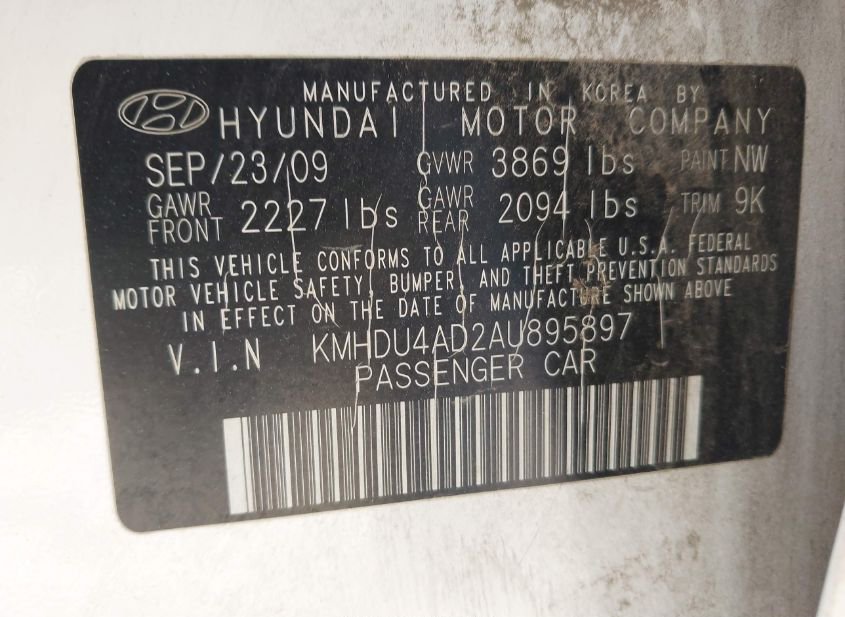 MANUFACTURED IN KOREA BY
HYUNDAI MOTOR COMPANY
SEP/23/09 GVWR 3869 lbs PAINT NW
GAWR FRONT 2227 lbs GAWR REAR 2094 lbs TRIM 9K
THIS VEHICLE CONFORMS TO ALL APPLICABLE U.S.A. FEDERAL
MOTOR VEHICLE SAFETY, BUMPER, AND THEFT PREVENTION STANDARDS
IN EFFECT ON THE DATE OF MANUFACTURE SHOWN ABOVE
V.I.N KMHDU4AD2AU895897
PASSENGER CAR